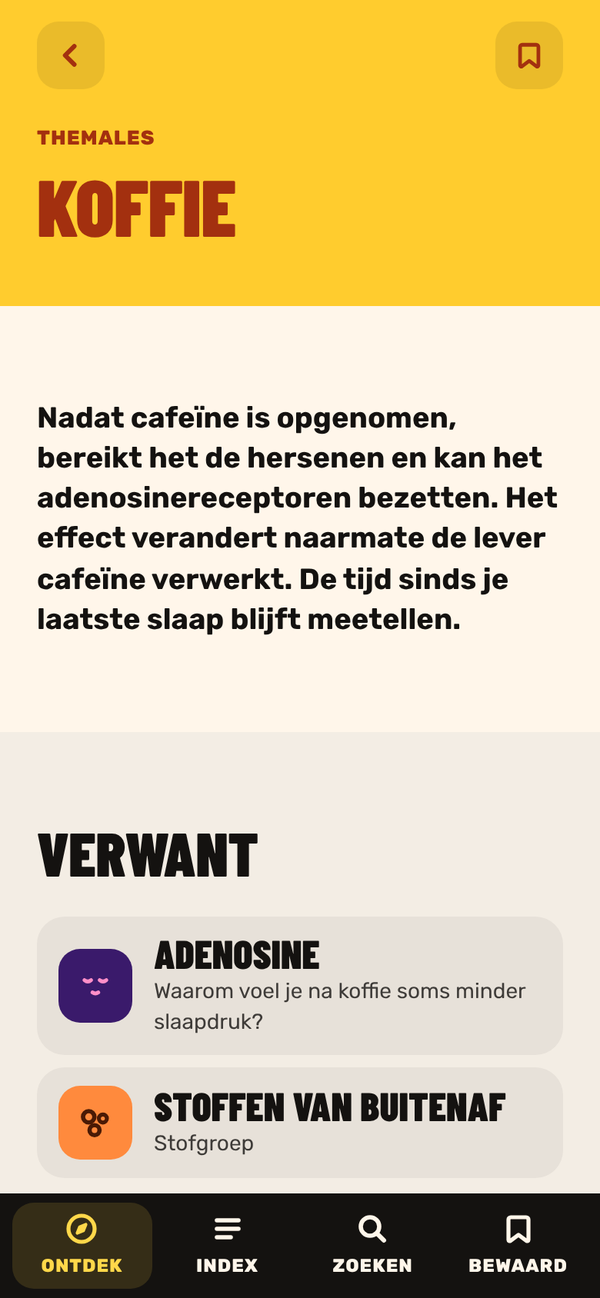 THEMALES
KOFFIE
Nadat cafeïne is opgenomen,
bereikt het de hersenen en kan het
adenosinereceptoren bezetten. Het
effect verandert naarmate de lever
cafeïne verwerkt. De tijd sinds je
laatste slaap blijft meetellen.
VERWANT
ADENOSINE
Waarom voel je na koffie soms minder
slaapdruk?
STOFFEN VAN BUITENAF
Stofgroep
ONTDEK
INDEX
ZOEKEN
BEWAARD